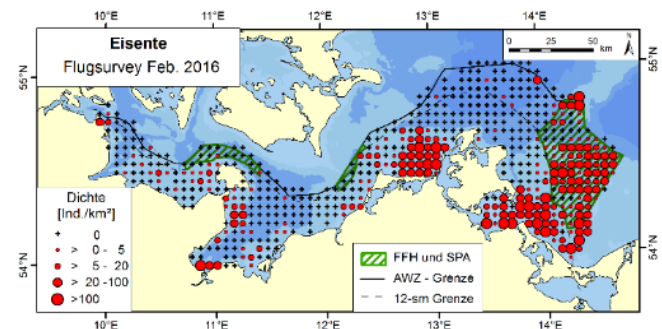 10°E 11°E 12°E 13°E 14°E
Eisente
Flugsurvey Feb. 2016
0 25 50
km
N
55°N
55°N
Dichte
[Ind./km²]
0
> 0 - 5
> 5 - 20
> 20 -100
>100
FFH und SPA
AWZ - Grenze
12-sm Grenze
54°N
54°N
10°E 11°E 12°E 13°E 14°E